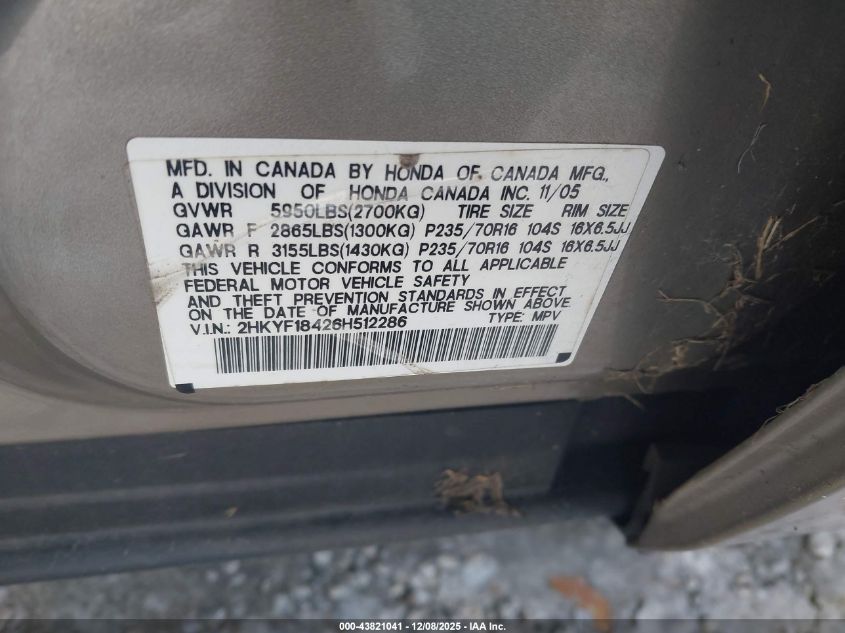 MFD. IN CANADA BY HONDA OF CANADA MFG.,
A DIVISION OF HONDA CANADA INC. 11/05
GVWR 5950LBS(2700KG) TIRE SIZE RIM SIZE
GAWR F 2865LBS(1300KG) P235/70R16 104S 16X6.5JJ
GAWR R 3155LBS(1430KG) P235/70R16 104S 16X6.5JJ
THIS VEHICLE CONFORMS TO ALL APPLICABLE
FEDERAL MOTOR VEHICLE SAFETY
AND THEFT PREVENTION STANDARDS IN EFFECT
ON THE DATE OF MANUFACTURE SHOWN ABOVE
V.I.N.: 2HKYF18426H512286 TYPE: MPV
000-43821041 - 12/08/2025 - IAA Inc.